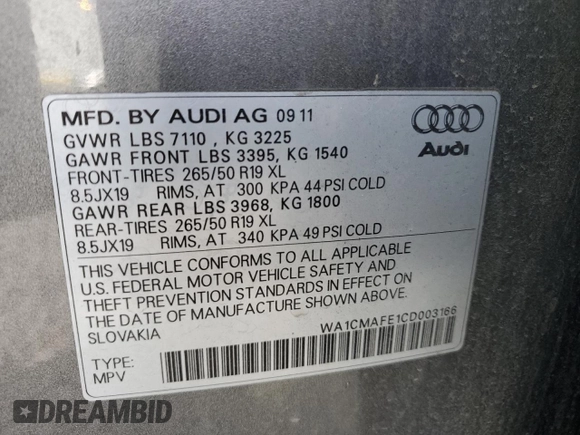 MFD. BY AUDI AG 09 11
GVWR LBS 7110 , KG 3225
GAWR FRONT LBS 3395, KG 1540
FRONT-TIRES 265/50 R19 XL
8.5JX19 RIMS, AT 300 KPA 44 PSI COLD
GAWR REAR LBS 3968, KG 1800
REAR-TIRES 265/50 R19 XL
8.5JX19 RIMS, AT 340 KPA 49 PSI COLD
THIS VEHICLE CONFORMS TO ALL APPLICABLE
U.S. FEDERAL MOTOR VEHICLE SAFETY AND
THEFT PREVENTION STANDARDS IN EFFECT ON
THE DATE OF MANUFACTURE SHOWN ABOVE.
SLOVAKIA
WA1CMAFE1CD003166
TYPE:
MPV
Audi
DREAMBID